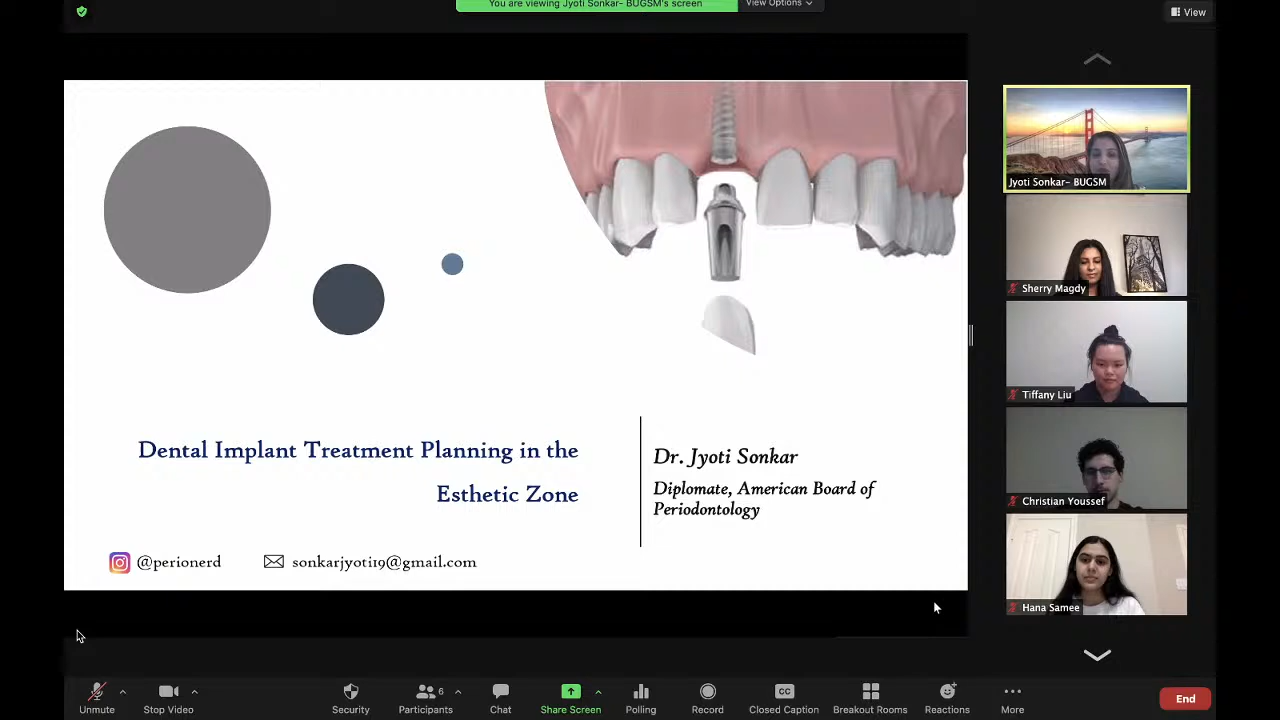 You are viewing Jyoti Sonkar- BUGSM's screen
View Options
View
Jyoti Sonkar- BUGSM
Sherry Magdy
Tiffany Liu
Christian Youssef
Hana Samee
Dental Implant Treatment Planning in the
Esthetic Zone
Dr. Jyoti Sonkar
Diplomate, American Board of
Periodontology
@perionerd
sonkarjyoti19@gmail.com
Unmute
Stop Video
Security
Participants
6
Chat
Share Screen
Polling
Record
CC
Closed Caption
Breakout Rooms
Reactions
More
End